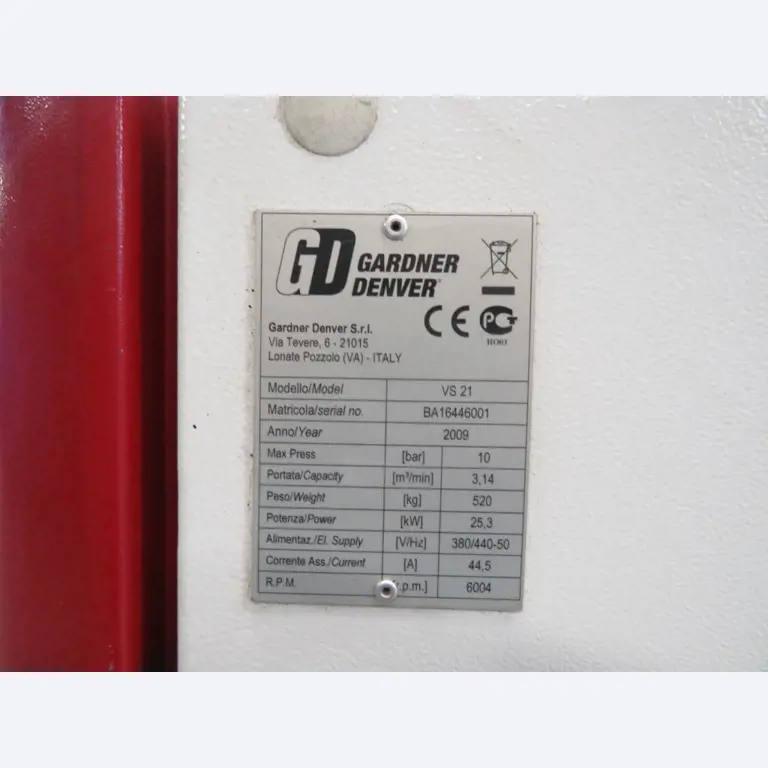 GD GARDNER
DENVER®
CE PCT
HO03
Gardner Denver S.r.l.
Via Tevere, 6 - 21015
Lonate Pozzolo (VA) - ITALY
Modello/Model VS 21
Matricola/serial no. BA16446001
Anno/Year 2009
Max Press [bar] 10
Portata/Capacity [m³/min] 3,14
Peso/Weight [kg] 520
Potenza/Power [kW] 25,3
Alimentaz./El. Supply [V/Hz] 380/440-50
Corrente Ass./Current [A] 44,5
R.P.M. r.p.m.] 6004